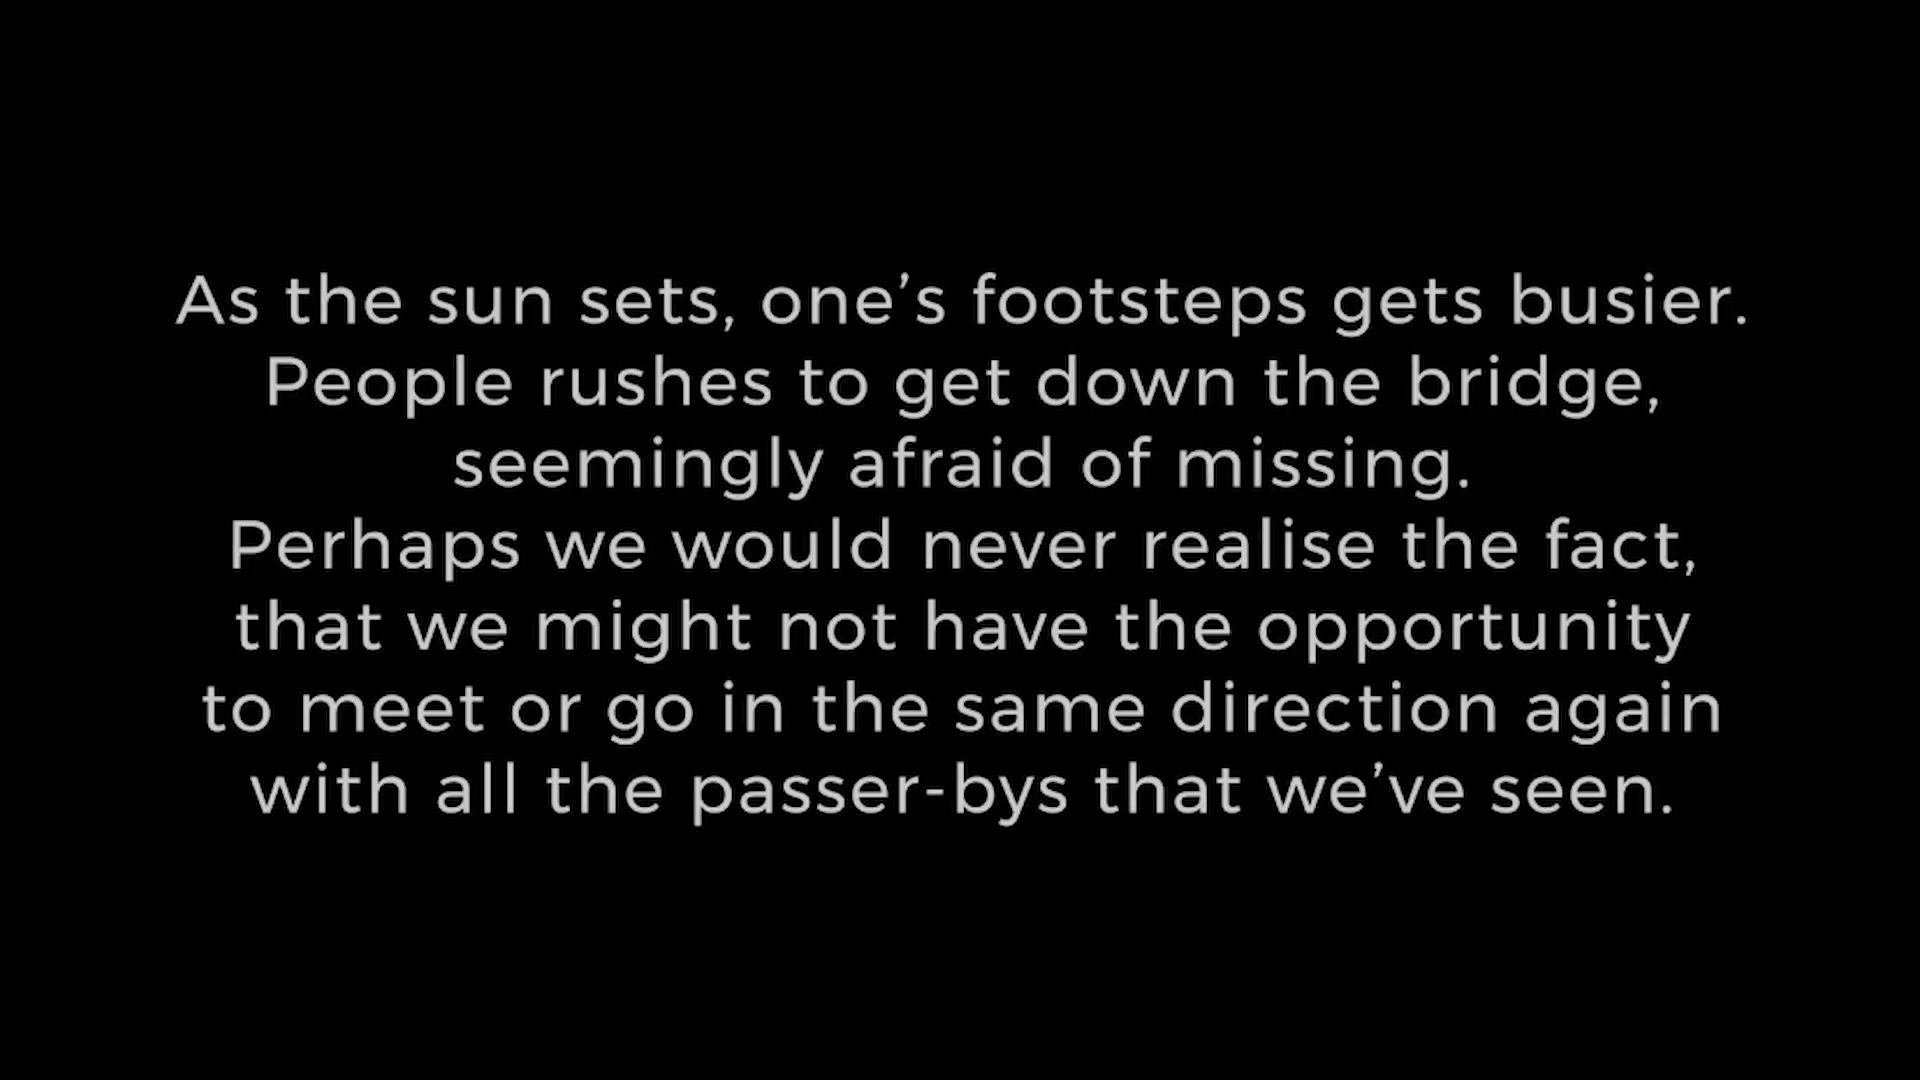 As the sun sets, one’s footsteps gets busier.
People rushes to get down the bridge,
seemingly afraid of missing.
Perhaps we would never realise the fact,
that we might not have the opportunity
to meet or go in the same direction again
with all the passer-bys that we’ve seen.